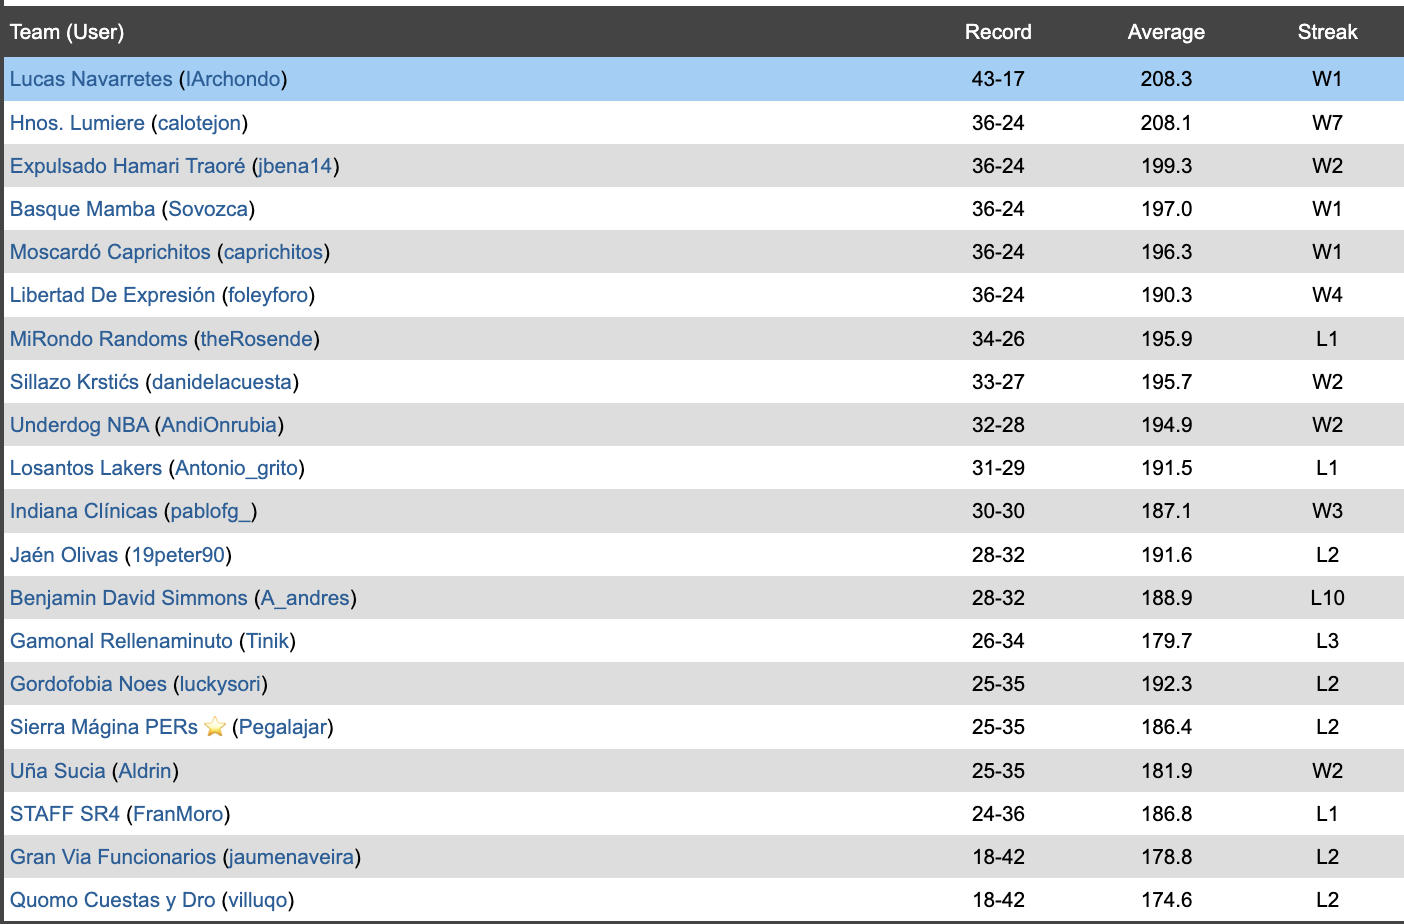 Team (User) Record Average Streak
Lucas Navarretes (IArchondo) 43-17 208.3 W1
Hnos. Lumiere (calotejon) 36-24 208.1 W7
Expulsado Hamari Traoré (jbena14) 36-24 199.3 W2
Basque Mamba (Sovozca) 36-24 197.0 W1
Moscardó Caprichitos (caprichitos) 36-24 196.3 W1
Libertad De Expresión (foleyforo) 36-24 190.3 W4
MiRondo Randoms (theRosende) 34-26 195.9 L1
Sillazo Krstićs (danidelacuesta) 33-27 195.7 W2
Underdog NBA (AndiOnrubia) 32-28 194.9 W2
Losantos Lakers (Antonio_grito) 31-29 191.5 L1
Indiana Clínicas (pablofg_) 30-30 187.1 W3
Jaén Olivas (19peter90) 28-32 191.6 L2
Benjamin David Simmons (A_andres) 28-32 188.9 L10
Gamonal Rellenaminuto (Tinik) 26-34 179.7 L3
Gordofobia Noes (luckysori) 25-35 192.3 L2
Sierra Mágina PERs ⭐ (Pegalajar) 25-35 186.4 L2
Uña Sucia (Aldrin) 25-35 181.9 W2
STAFF SR4 (FranMoro) 24-36 186.8 L1
Gran Via Funcionarios (jaumenaveira) 18-42 178.8 L2
Quomo Cuestas y Dro (villuqo) 18-42 174.6 L2